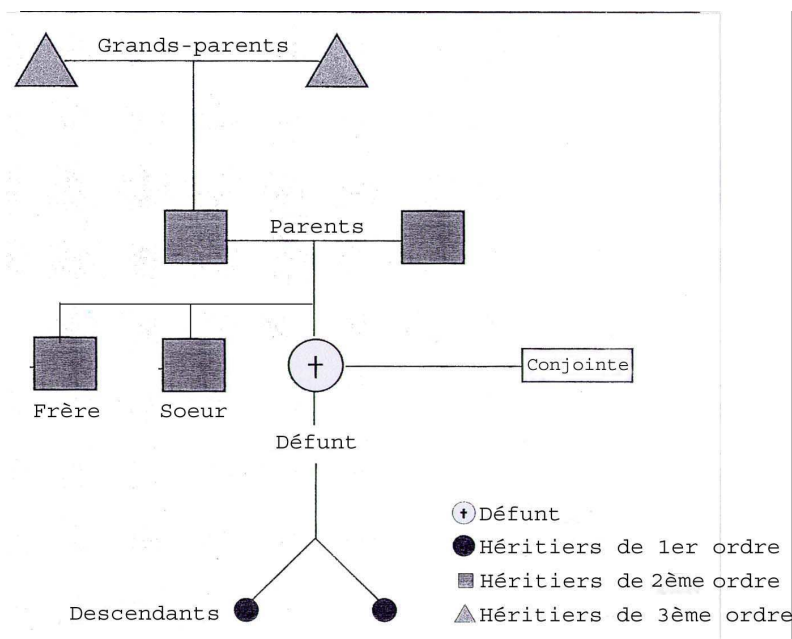 Grands-parents
Parents
Conjointe
Frère
Soeur
Défunt
Défunt
Héritiers de 1er ordre
Héritiers de 2ème ordre
Descendants
Héritiers de 3ème ordre